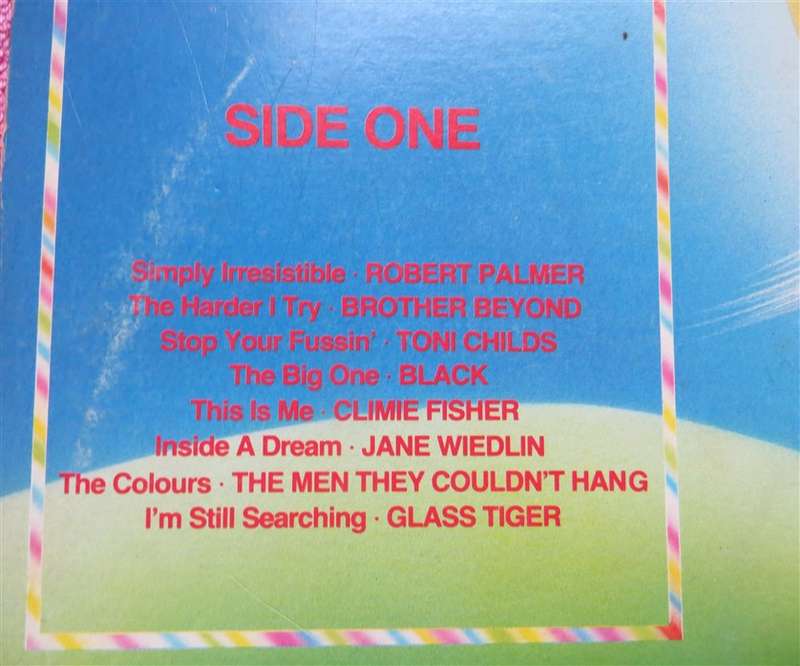 SIDE ONE
Simply Irresistible · ROBERT PALMER
The Harder I Try · BROTHER BEYOND
Stop Your Fussin' · TONI CHILDS
The Big One · BLACK
This Is Me · CLIMIE FISHER
Inside A Dream · JANE WIEDLIN
The Colours · THE MEN THEY COULDN'T HANG
I'm Still Searching · GLASS TIGER